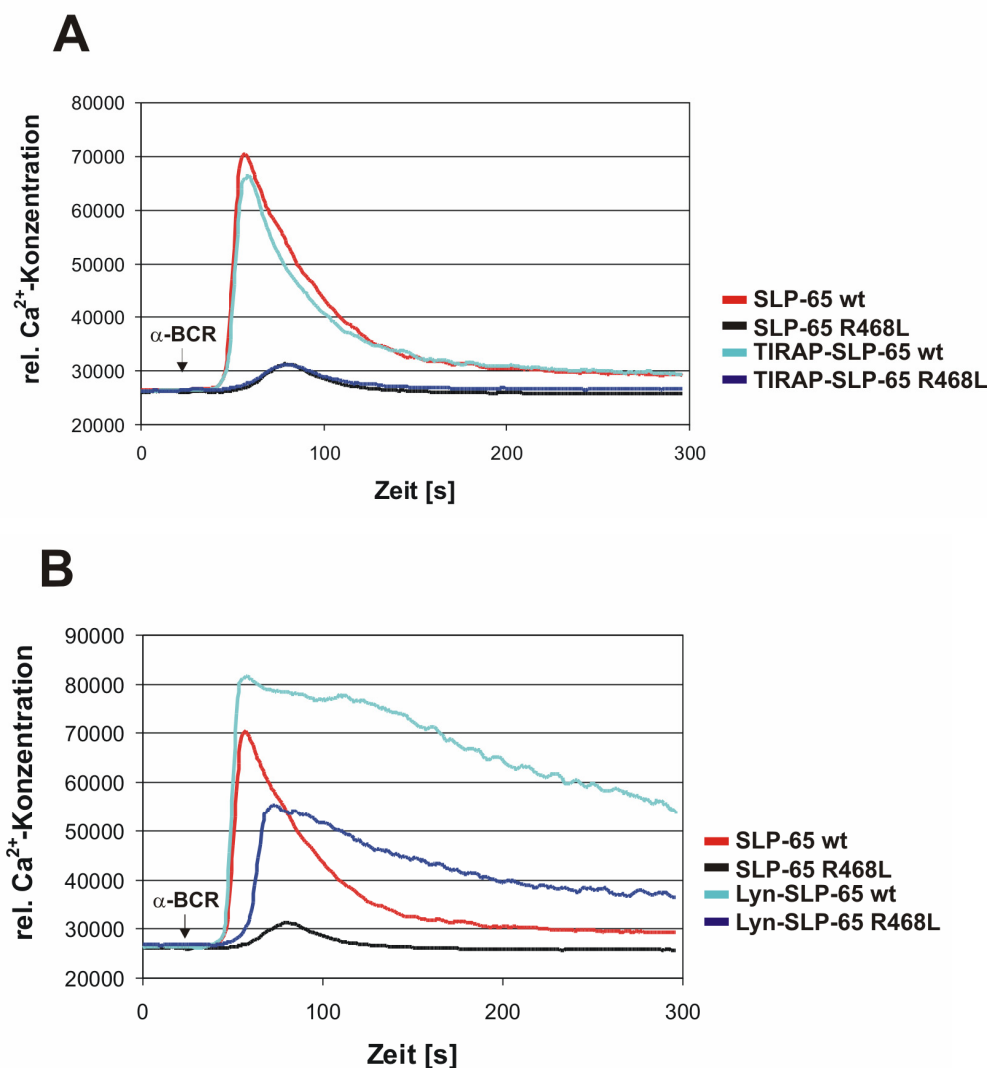 A
rel. Ca²⁺-Konzentration
80000
70000
60000
50000
40000
30000
20000
α-BCR
0 100 200 300
Zeit [s]
SLP-65 wt
SLP-65 R468L
TIRAP-SLP-65 wt
TIRAP-SLP-65 R468L
B
rel. Ca²⁺-Konzentration
90000
80000
70000
60000
50000
40000
30000
20000
α-BCR
0 100 200 300
Zeit [s]
SLP-65 wt
SLP-65 R468L
Lyn-SLP-65 wt
Lyn-SLP-65 R468L